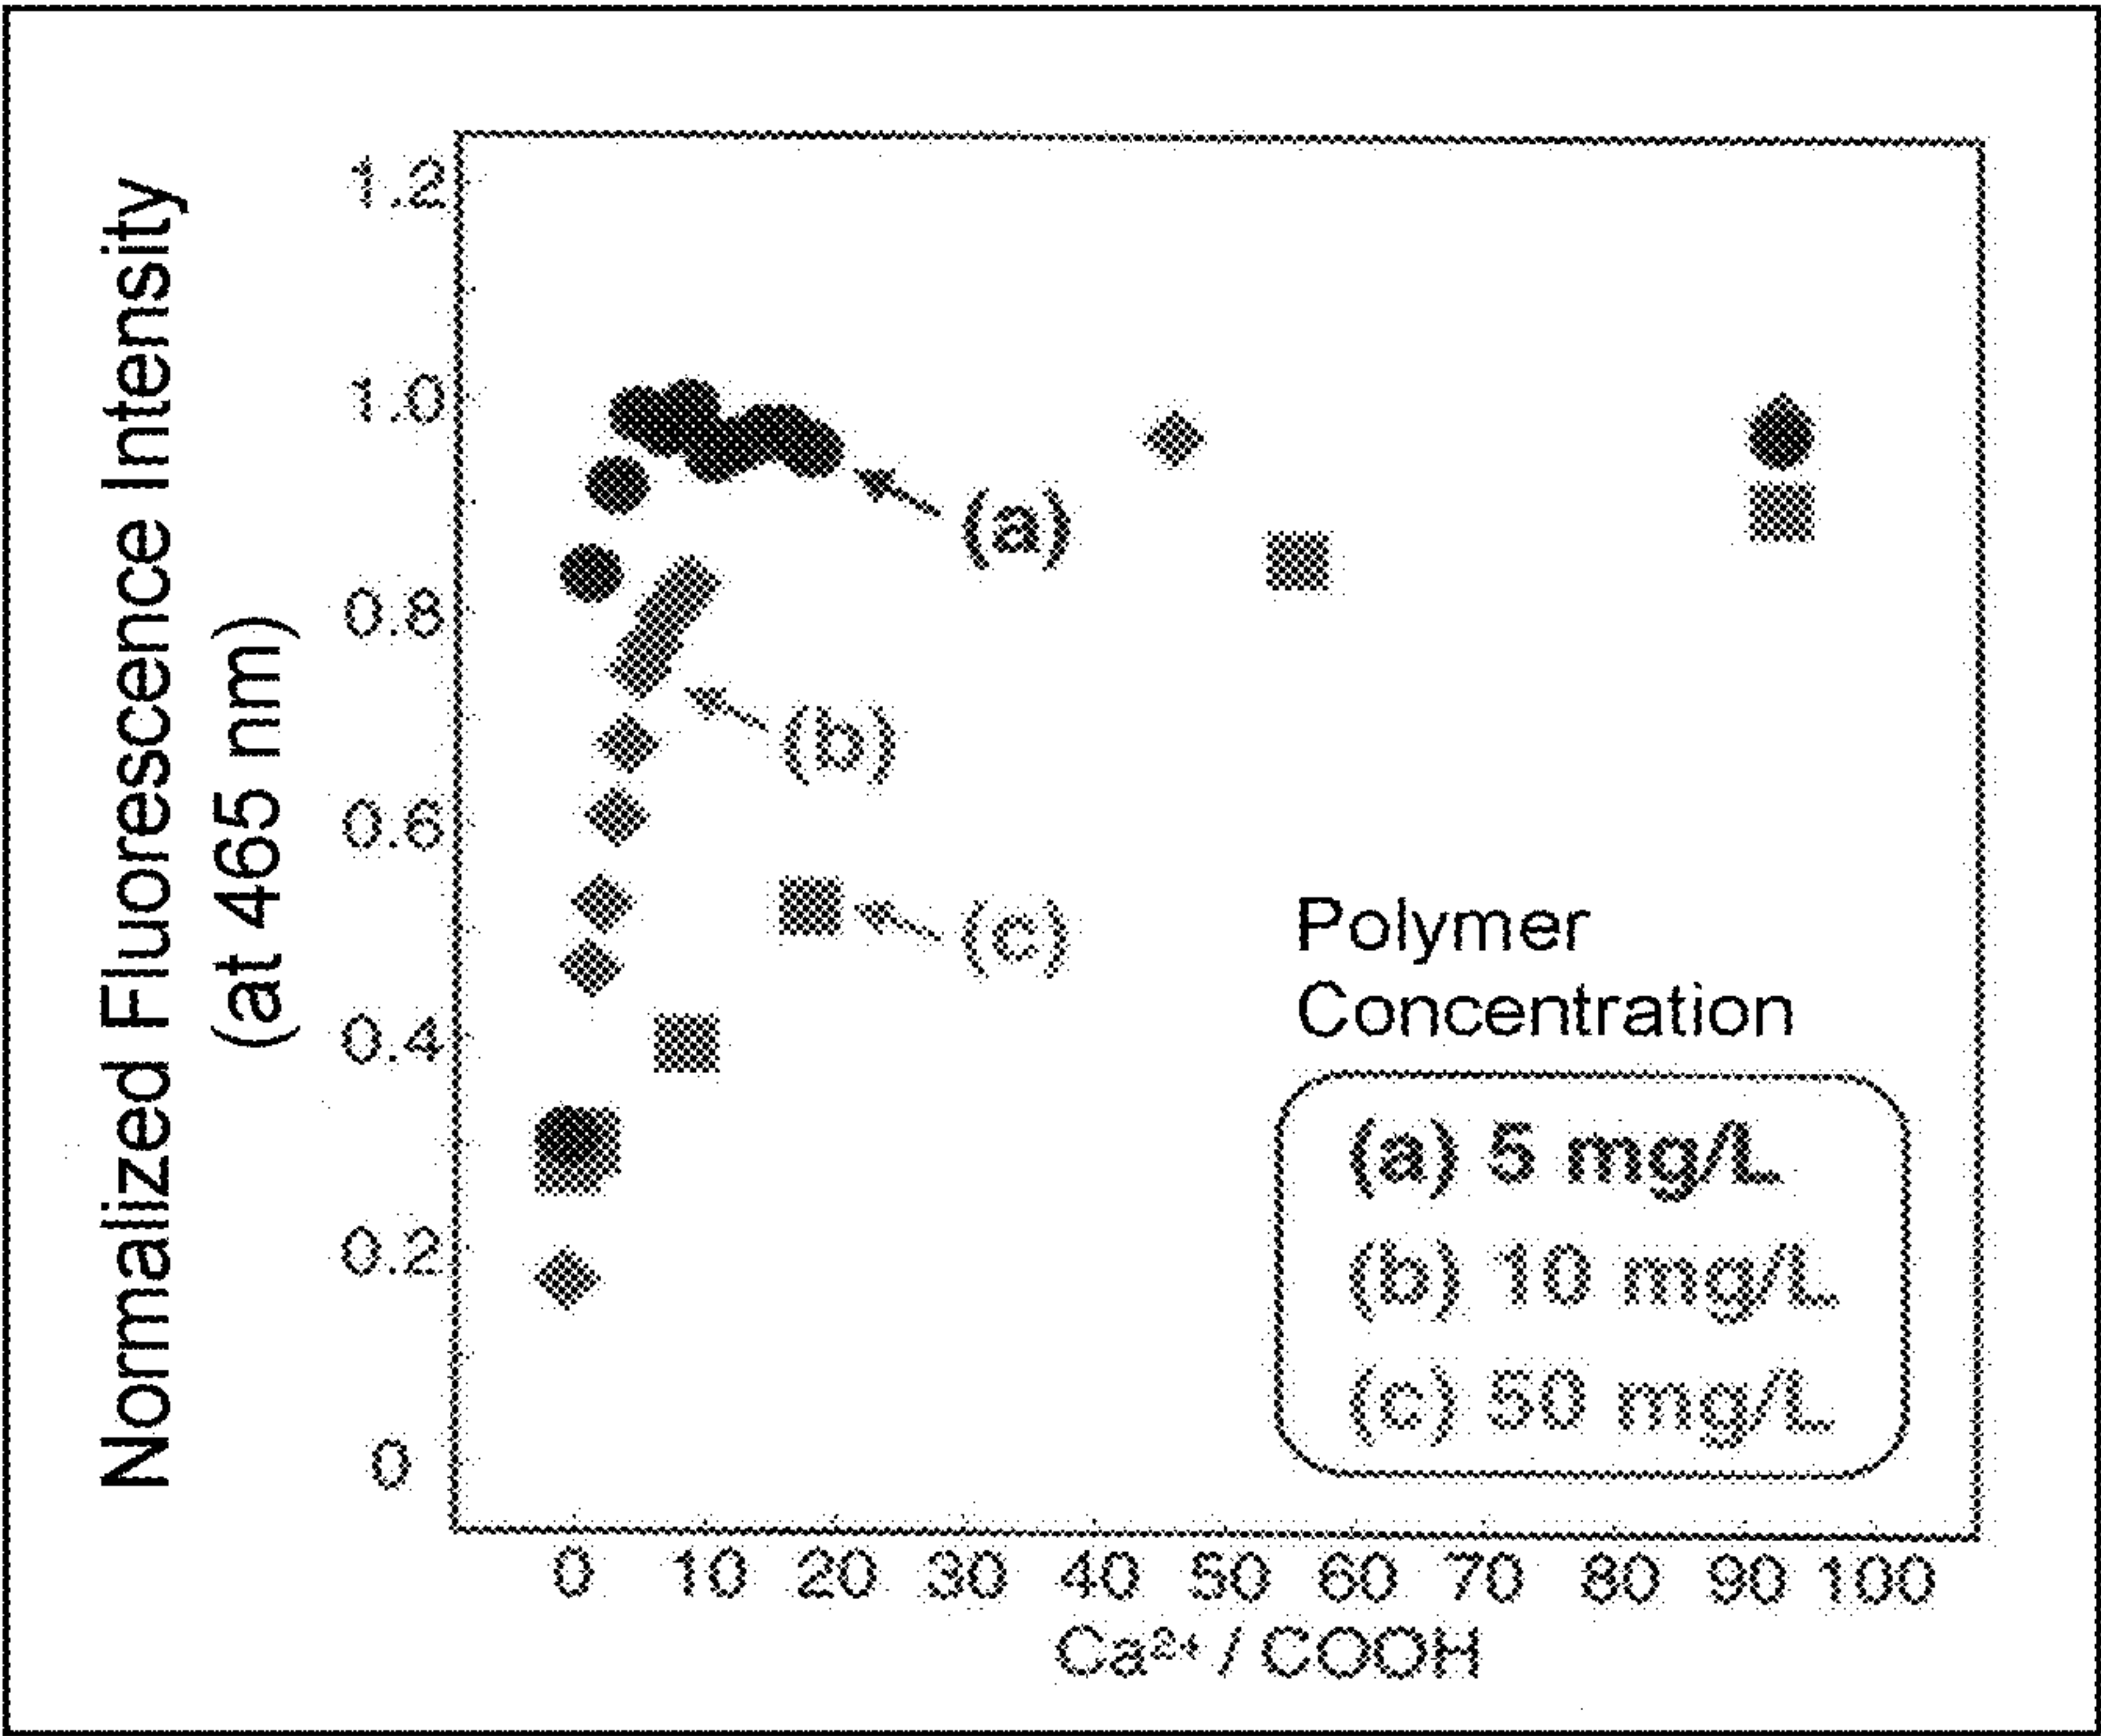 Normalized Fluorescence Intensity
(at 465 nm)
1.2
1.0
0.8
0.6
0.4
0.2
0
(a)
(b)
(c)
Polymer
Concentration
(a) 5 mg/L
(b) 10 mg/L
(c) 50 mg/L
0 10 20 30 40 50 60 70 80 90 100
Ca²⁺ / COOH